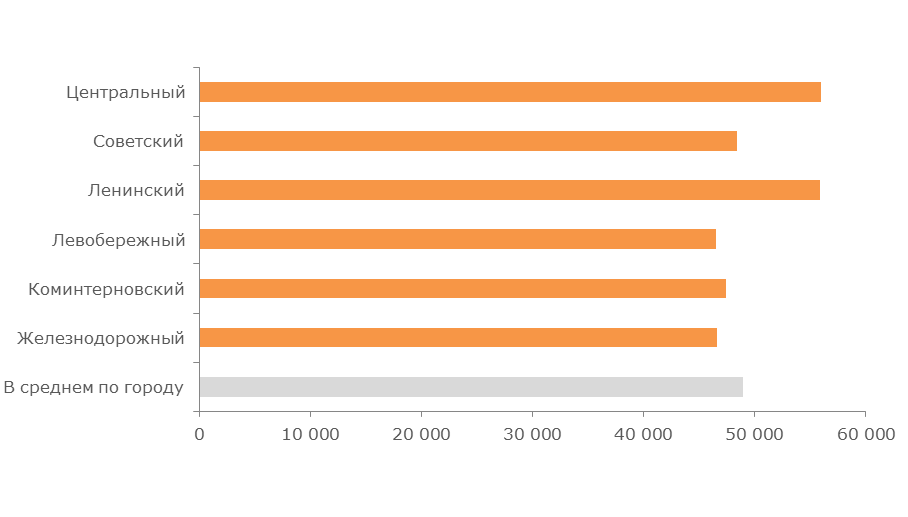 Центральный
Советский
Ленинский
Левобережный
Коминтерновский
Железнодорожный
В среднем по городу
0 10 000 20 000 30 000 40 000 50 000 60 000